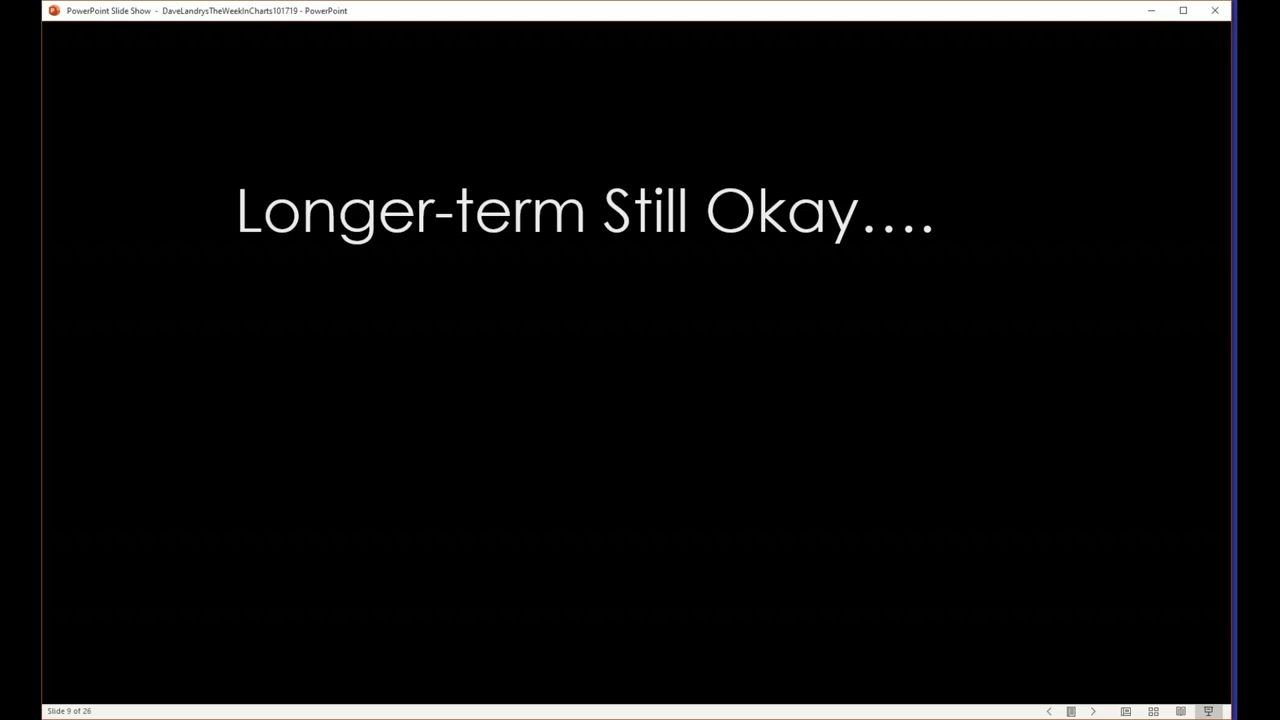 PowerPoint Slide Show - DaveLandrysTheWeekInCharts101719 - PowerPoint
Longer-term Still Okay....
Slide 9 of 26